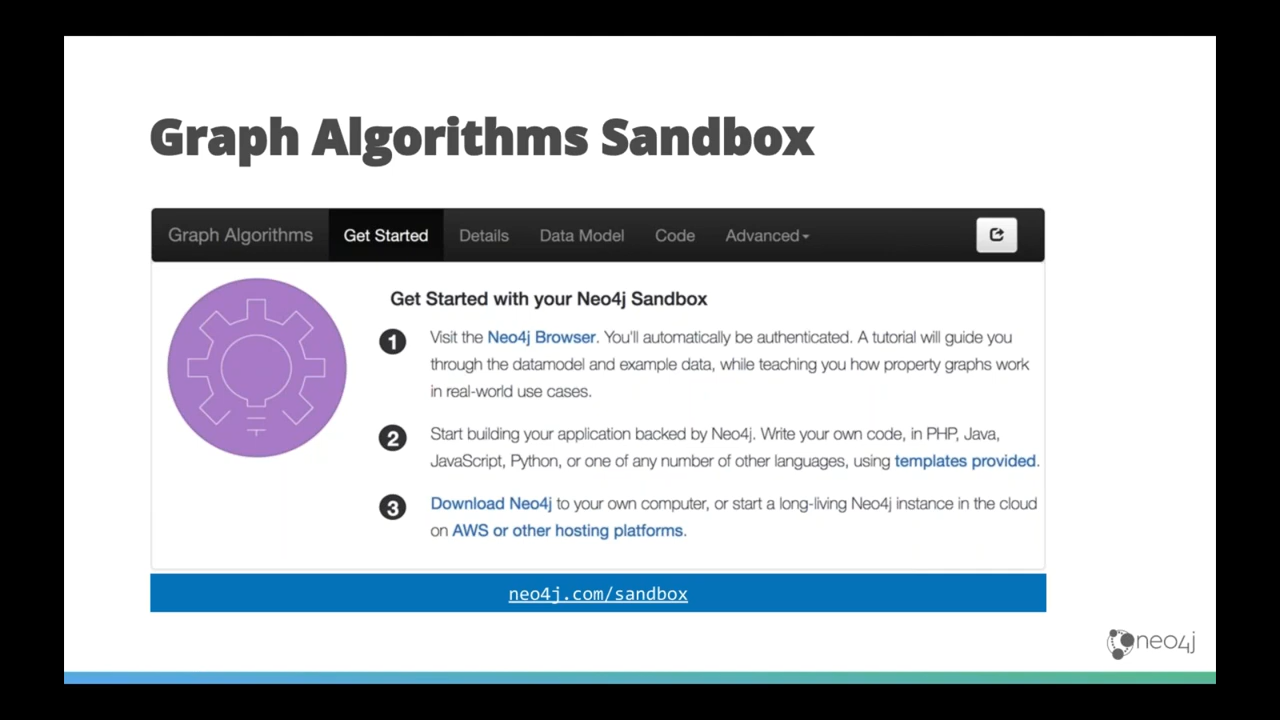 Graph Algorithms Sandbox
Graph Algorithms Get Started Details Data Model Code Advanced
Get Started with your Neo4j Sandbox
1 Visit the Neo4j Browser. You'll automatically be authenticated. A tutorial will guide you
through the datamodel and example data, while teaching you how property graphs work
in real-world use cases.
2 Start building your application backed by Neo4j. Write your own code, in PHP, Java,
JavaScript, Python, or one of any number of other languages, using templates provided.
3 Download Neo4j to your own computer, or start a long-living Neo4j instance in the cloud
on AWS or other hosting platforms.
neo4j.com/sandbox
neo4j